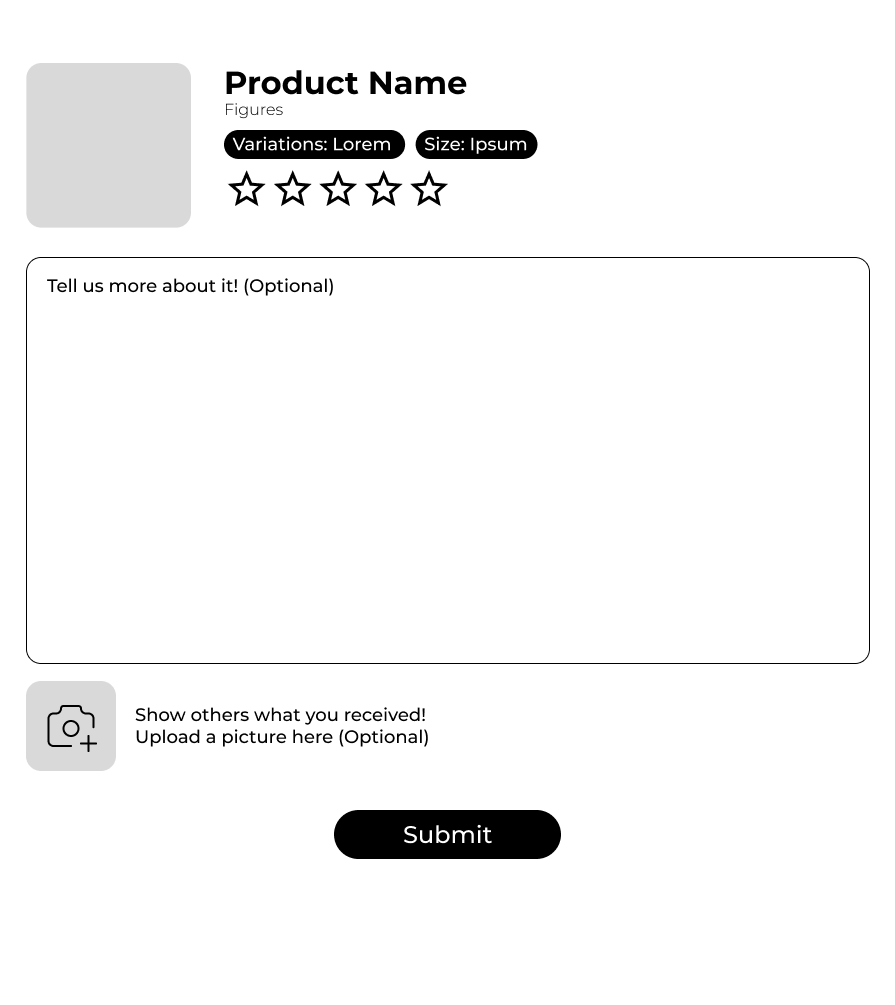 Product Name
Figures
Variations: Lorem
Size: Ipsum
Tell us more about it! (Optional)
Show others what you received!
Upload a picture here (Optional)
Submit